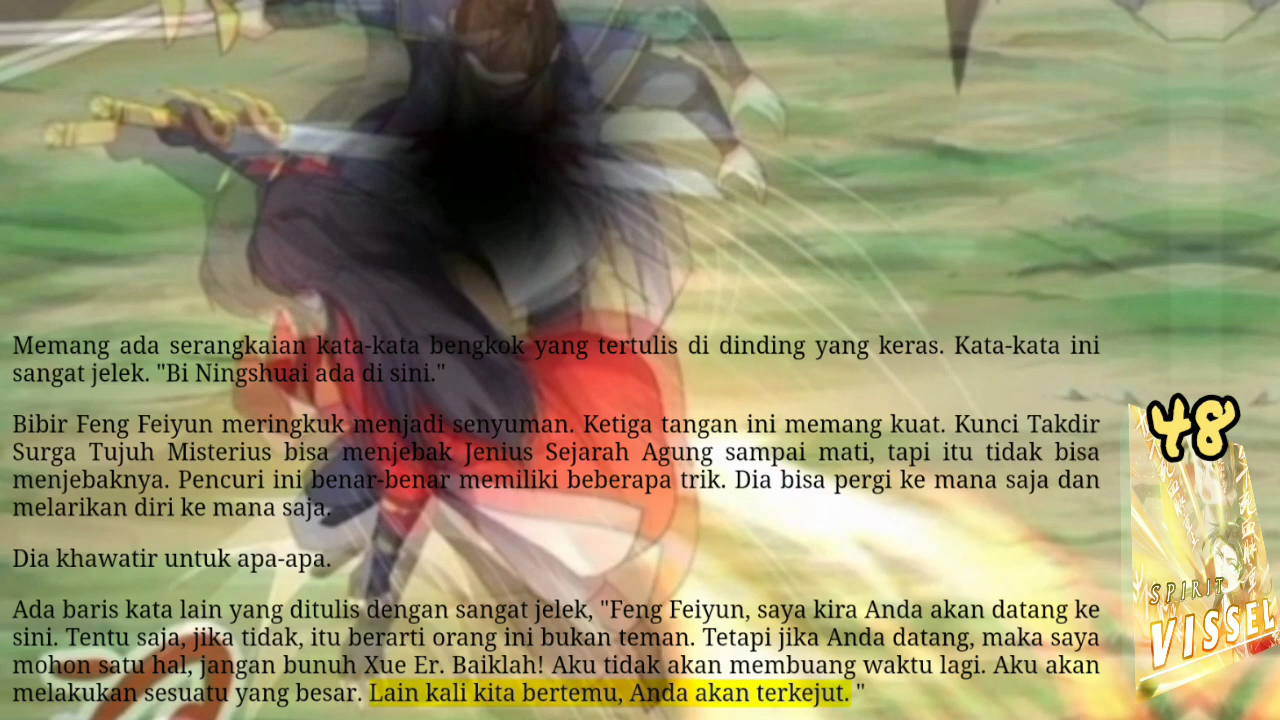 Memang ada serangkaian kata-kata bengkok yang tertulis di dinding yang keras. Kata-kata ini
sangat jelek. "Bi Ningshuai ada di sini."
Bibir Feng Feiyun meringkuk menjadi senyuman. Ketiga tangan ini memang kuat. Kunci Takdir
Surga Tujuh Misterius bisa menjebak Jenius Sejarah Agung sampai mati, tapi itu tidak bisa
menjebaknya. Pencuri ini benar-benar memiliki beberapa trik. Dia bisa pergi ke mana saja dan
melarikan diri ke mana saja.
Dia khawatir untuk apa-apa.
Ada baris kata lain yang ditulis dengan sangat jelek, "Feng Feiyun, saya kira Anda akan datang ke
sini. Tentu saja, jika tidak, itu berarti orang ini bukan teman. Tetapi jika Anda datang, maka saya
mohon satu hal, jangan bunuh Xue Er. Baiklah! Aku tidak akan membuang waktu lagi. Aku akan
melakukan sesuatu yang besar. Lain kali kita bertemu, Anda akan terkejut. "
48
SPIRIT
VISSEL